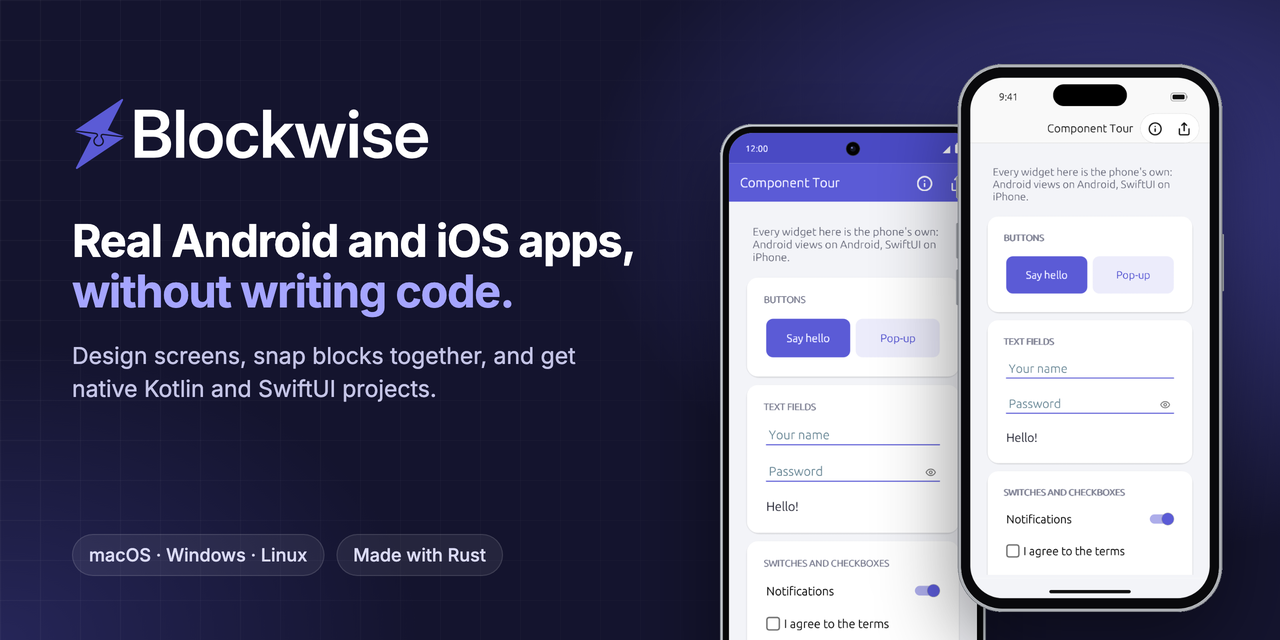 Blockwise
Real Android and iOS apps,
without writing code.
Design screens, snap blocks together, and get
native Kotlin and SwiftUI projects.
macOS · Windows · Linux
Made with Rust
12:00
Component Tour
Every widget here is the phone's own:
Android views on Android, SwiftUI on
iPhone.
BUTTONS
Say hello
Pop-up
TEXT FIELDS
Your name
Password
Hello!
SWITCHES AND CHECKBOXES
Notifications
I agree to the terms
9:41
Component Tour
Every widget here is the phone's own:
Android views on Android, SwiftUI on
iPhone.
BUTTONS
Say hello
Pop-up
TEXT FIELDS
Your name
Password
Hello!
SWITCHES AND CHECKBOXES
Notifications
I agree to the terms